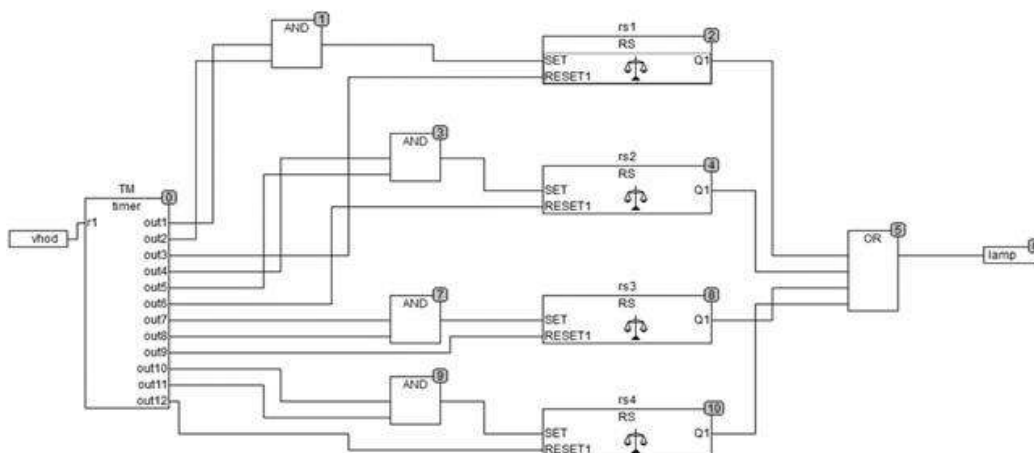 1
AND
rs1
2
RS
SET
Q1
RESET1
3
AND
rs2
4
RS
SET
Q1
RESET1
TM
0
timer
r1
vhod
out1
out2
out3
out4
out5
out6
out7
out8
out9
out10
out11
out12
5
OR
lamp
7
AND
rs3
8
RS
SET
Q1
RESET1
9
AND
rs4
10
RS
SET
Q1
RESET1